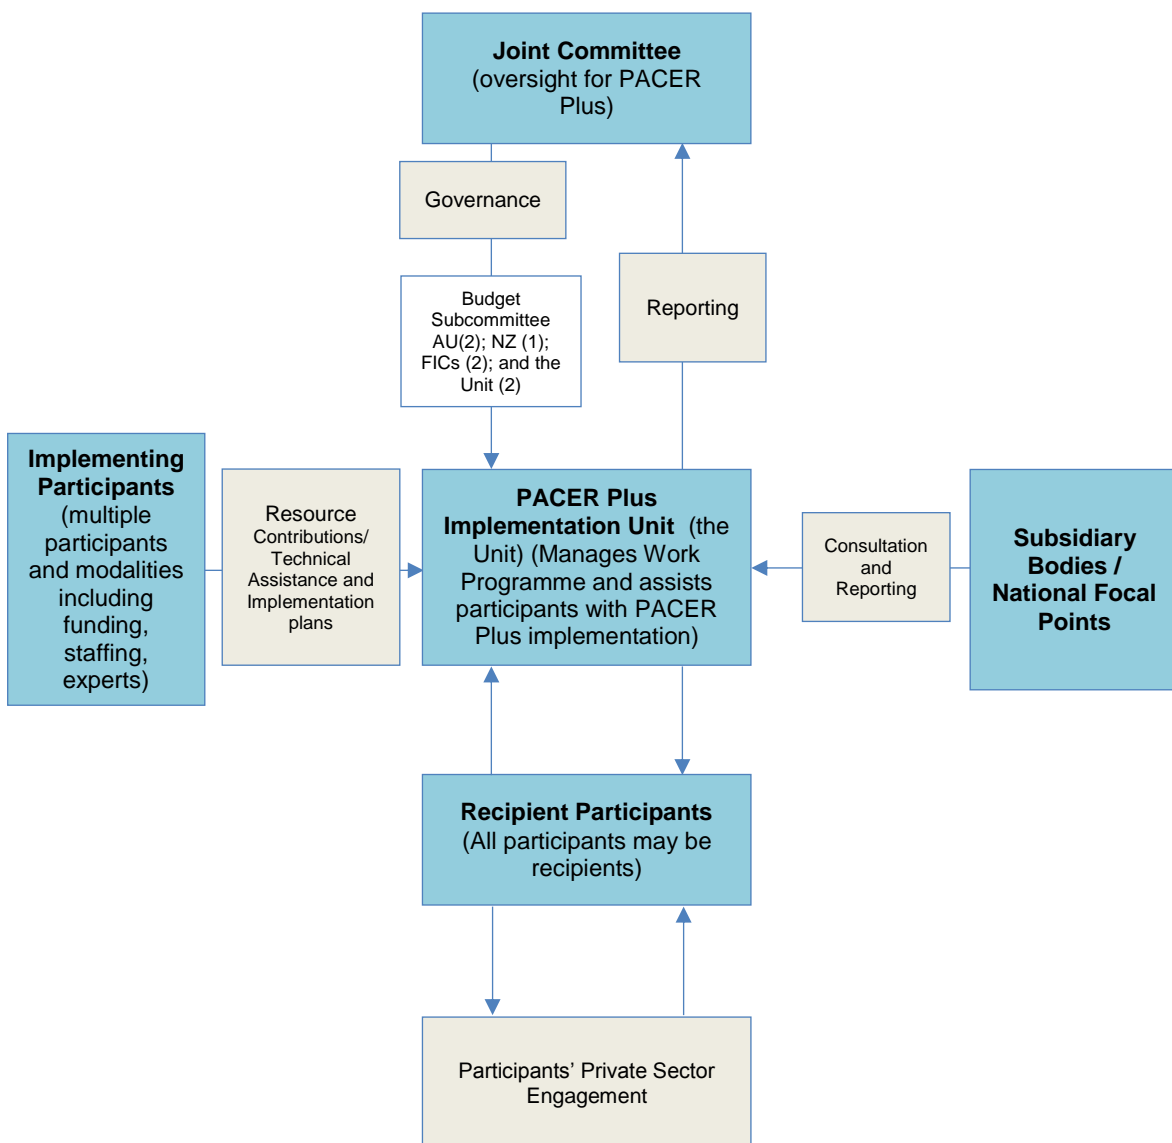 Joint Committee
(oversight for PACER
Plus)
Governance
Reporting
Budget
Subcommittee
AU(2); NZ (1);
FICs (2); and the
Unit (2)
Implementing
Participants
(multiple
participants
and modalities
including
funding,
staffing,
experts)
Resource
Contributions/
Technical
Assistance and
Implementation
plans
PACER Plus
Implementation Unit (the
Unit) (Manages Work
Programme and assists
participants with PACER
Plus implementation)
Consultation
and
Reporting
Subsidiary
Bodies /
National Focal
Points
Recipient Participants
(All participants may be
recipients)
Participants’ Private Sector
Engagement